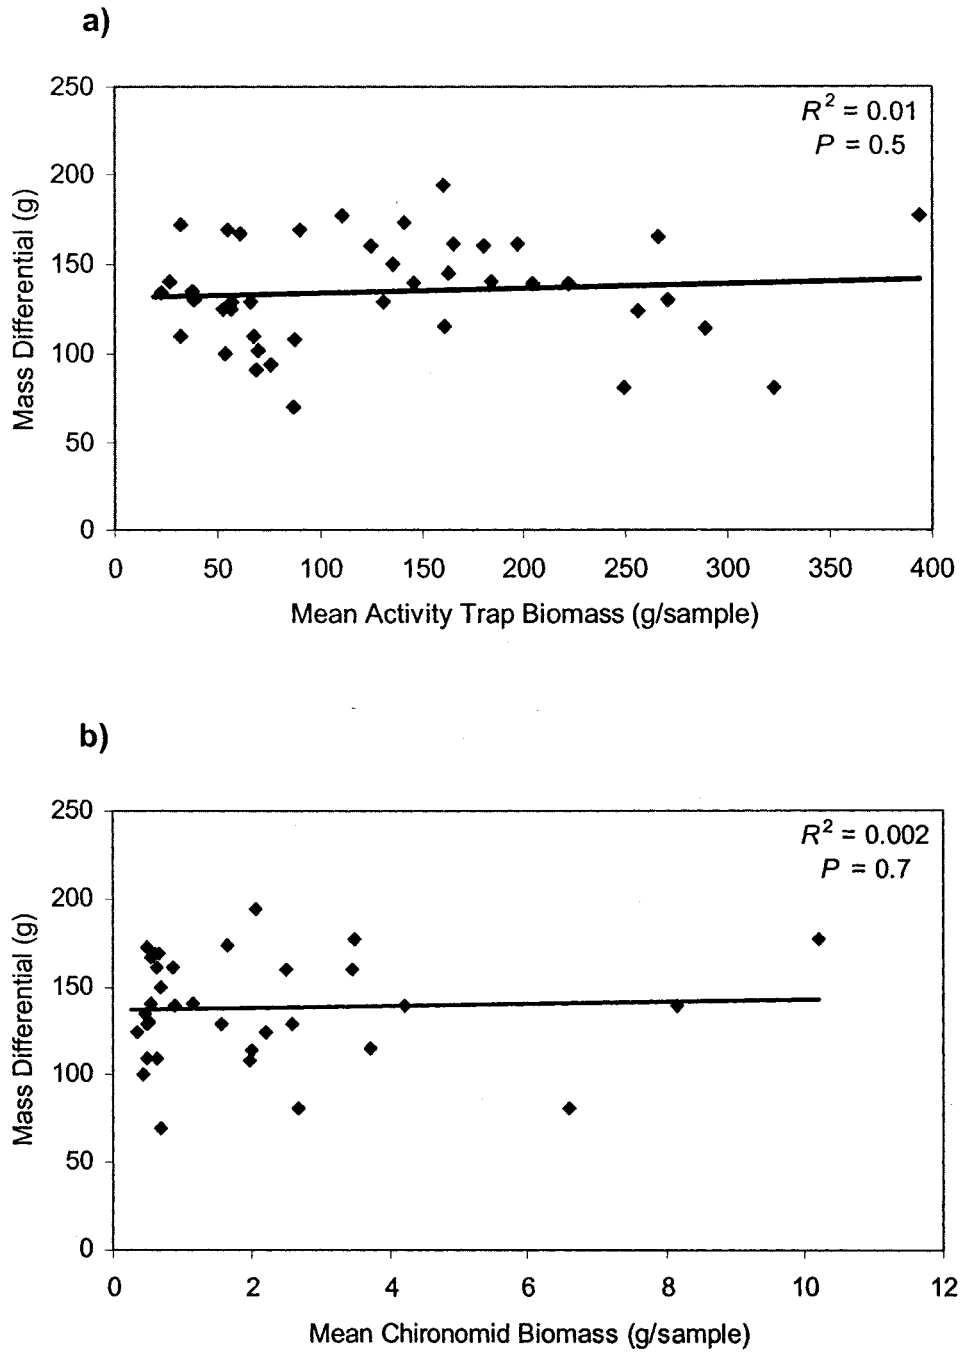 a)
250
200
150
100
50
0
Mass Differential (g)
R² = 0.01
P = 0.5
0 50 100 150 200 250 300 350 400
Mean Activity Trap Biomass (g/sample)
b)
250
200
150
100
50
0
Mass Differential (g)
R² = 0.002
P = 0.7
0 2 4 6 8 10 12
Mean Chironomid Biomass (g/sample)